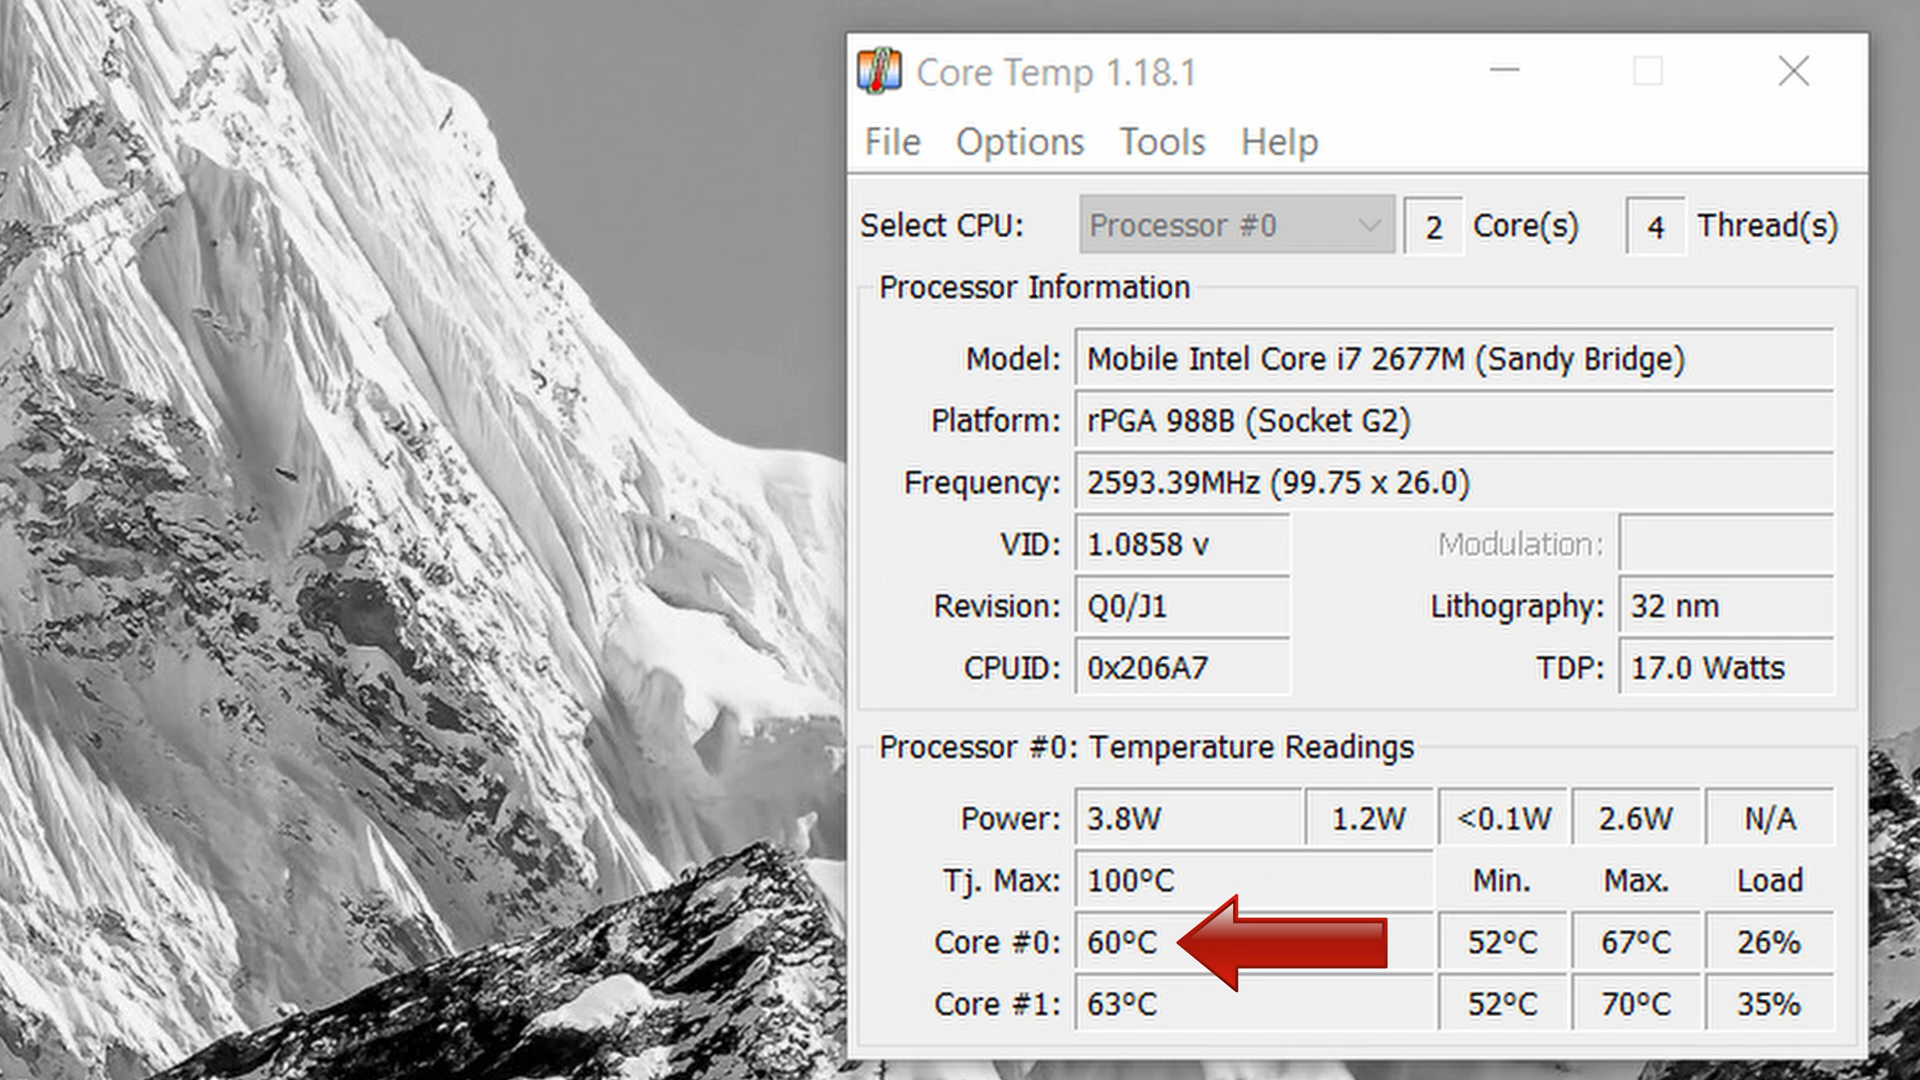 Core Temp 1.18.1
File Options Tools Help
Select CPU: Processor #0 2 Core(s) 4 Thread(s)
Processor Information
Model: Mobile Intel Core i7 2677M (Sandy Bridge)
Platform: rPGA 988B (Socket G2)
Frequency: 2593.39MHz (99.75 x 26.0)
VID: 1.0858 v Modulation:
Revision: Q0/J1 Lithography: 32 nm
CPUID: 0x206A7 TDP: 17.0 Watts
Processor #0: Temperature Readings
Power: 3.8W 1.2W <0.1W 2.6W N/A
Tj. Max: 100°C Min. Max. Load
Core #0: 60°C 52°C 67°C 26%
Core #1: 63°C 52°C 70°C 35%